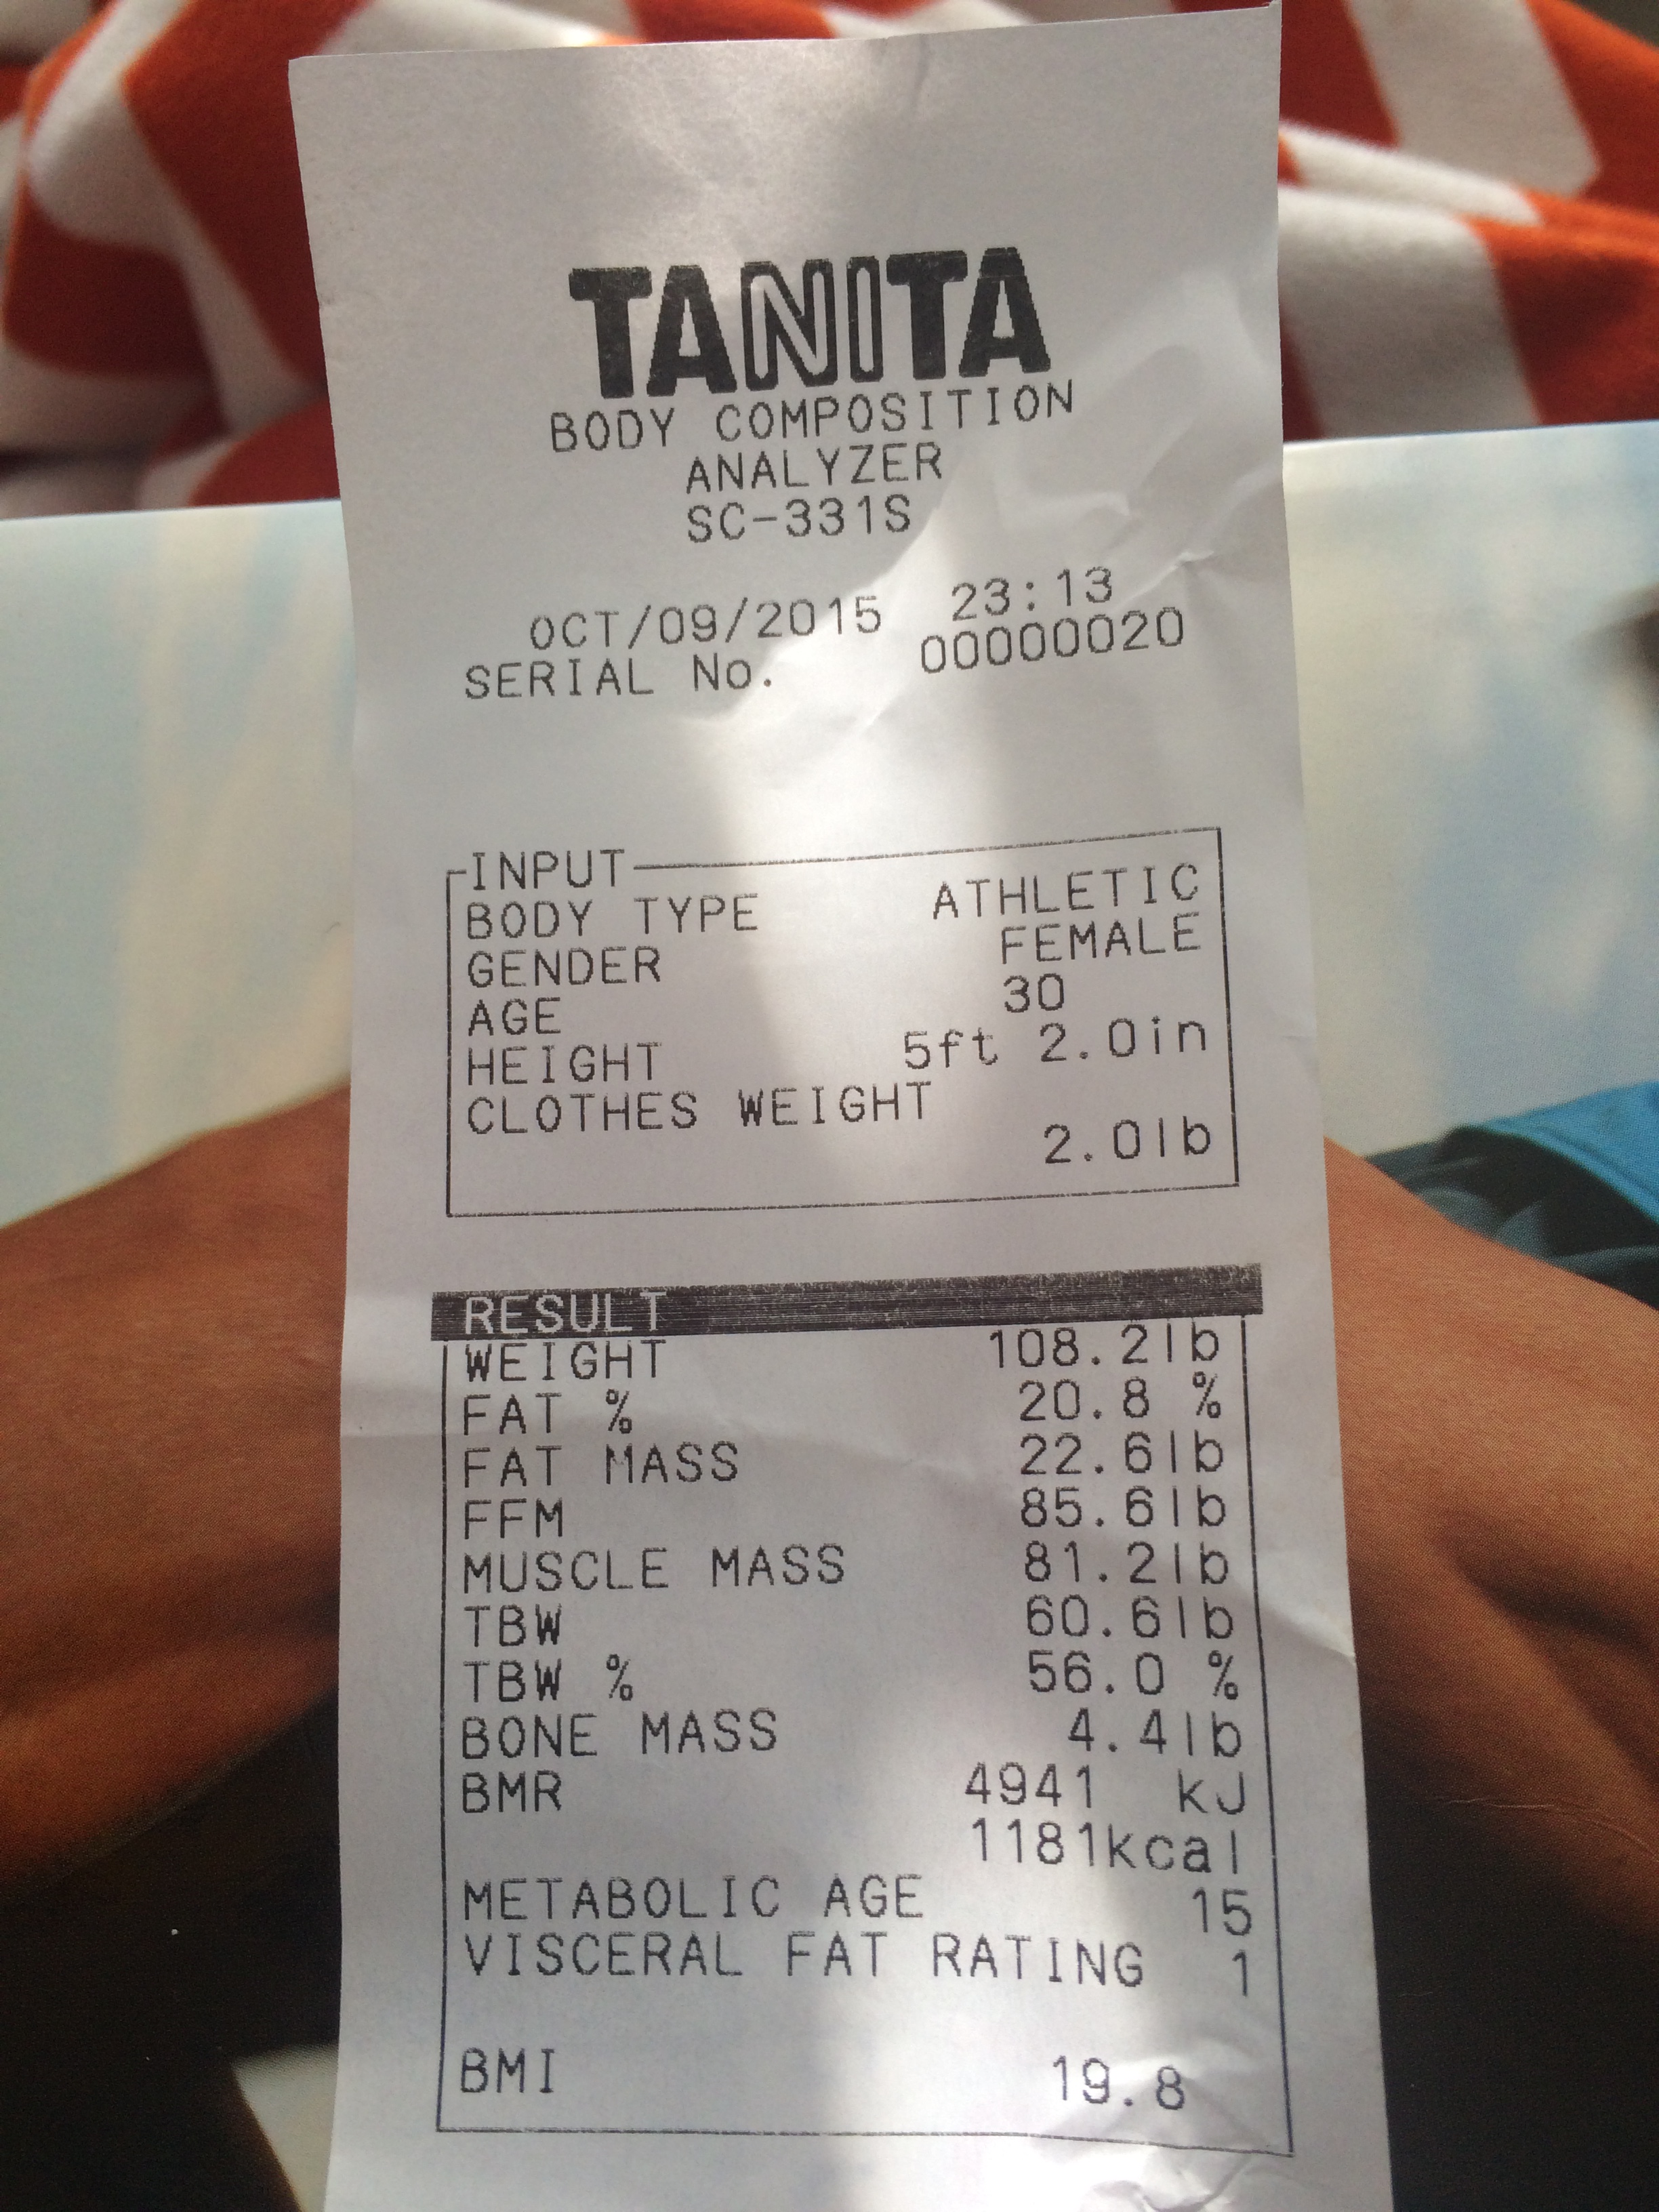 TANITA
BODY COMPOSITION
ANALYZER
SC-331S
OCT/09/2015 23:13
SERIAL No. 00000020
INPUT
BODY TYPE ATHLETIC
GENDER FEMALE
AGE 30
HEIGHT 5ft 2.0in
CLOTHES WEIGHT
2.0lb
RESULT
WEIGHT 108.2lb
FAT % 20.8 %
FAT MASS 22.6lb
FFM 85.6lb
MUSCLE MASS 81.2lb
TBW 60.6lb
TBW % 56.0 %
BONE MASS 4.4lb
BMR 4941 kJ
1181kcal
METABOLIC AGE 15
VISCERAL FAT RATING 1
BMI 19.8